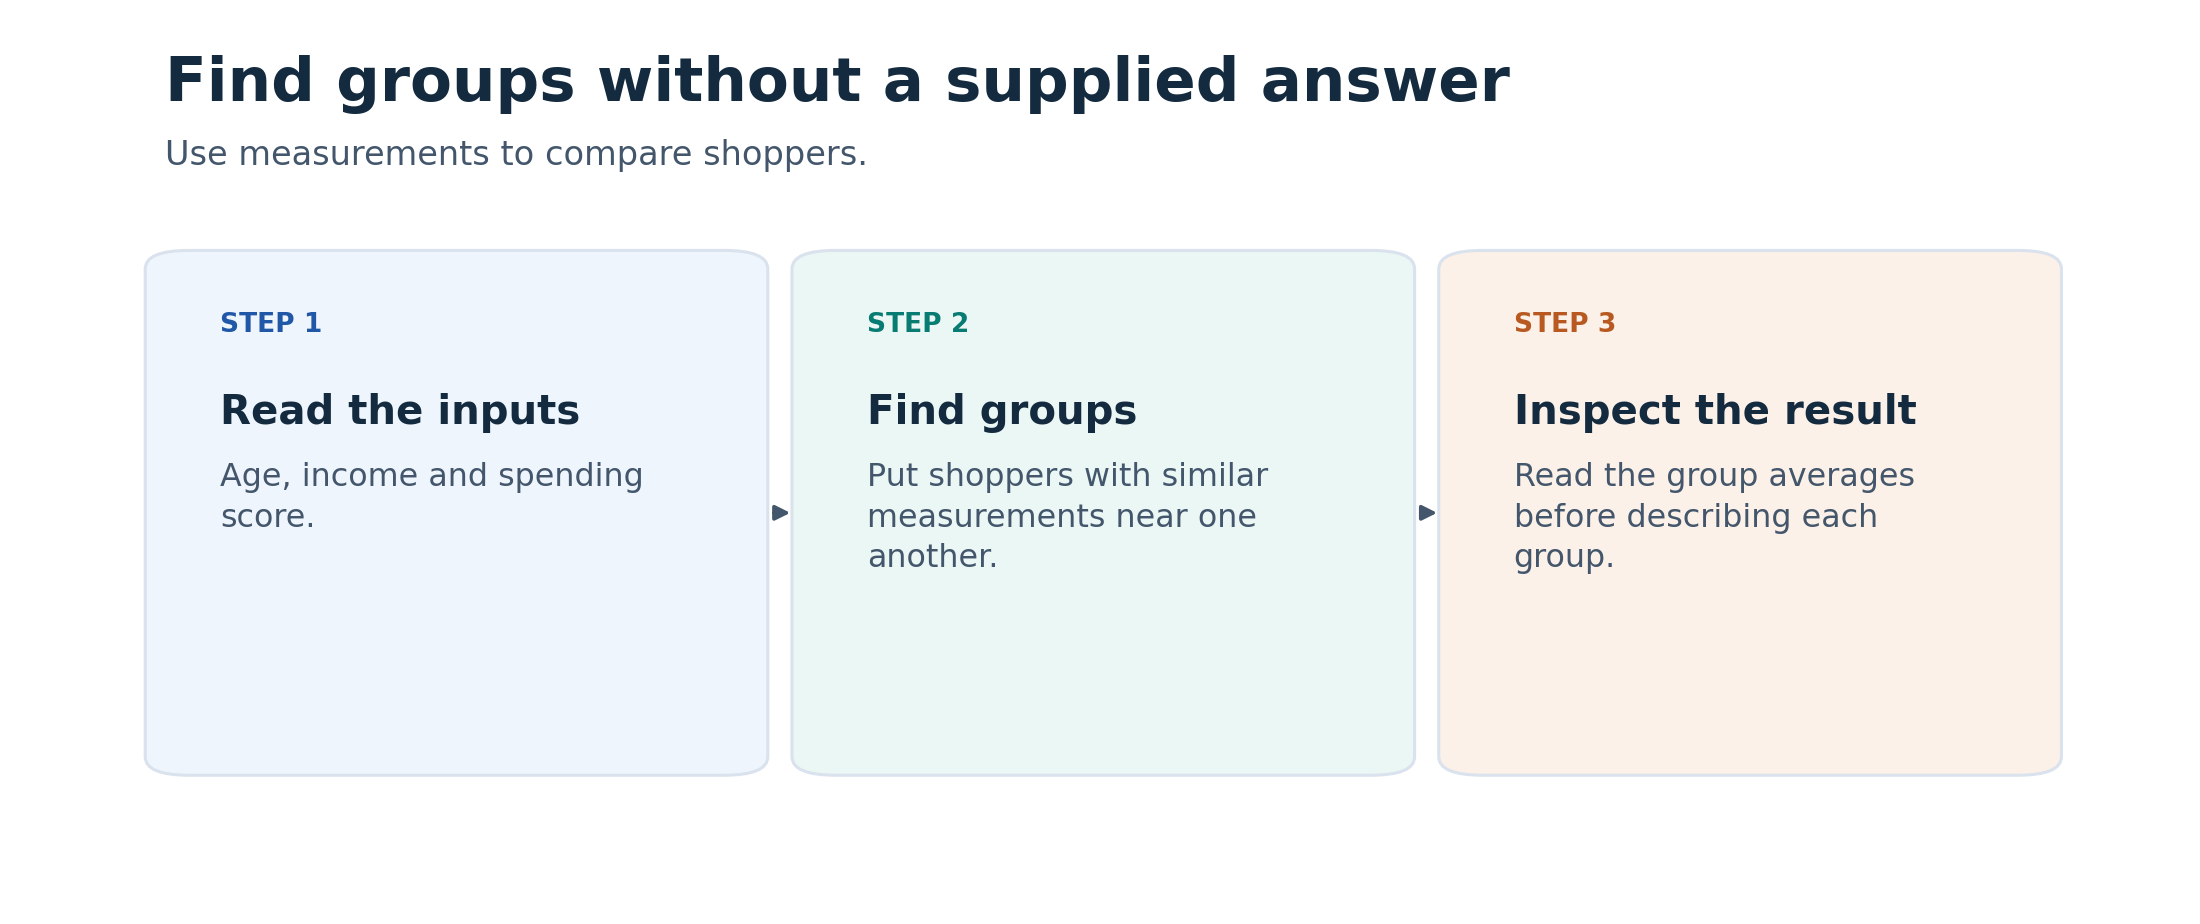 Find groups without a supplied answer
Use measurements to compare shoppers.
STEP 1
Read the inputs
Age, income and spending
score.
STEP 2
Find groups
Put shoppers with similar
measurements near one
another.
STEP 3
Inspect the result
Read the group averages
before describing each
group.